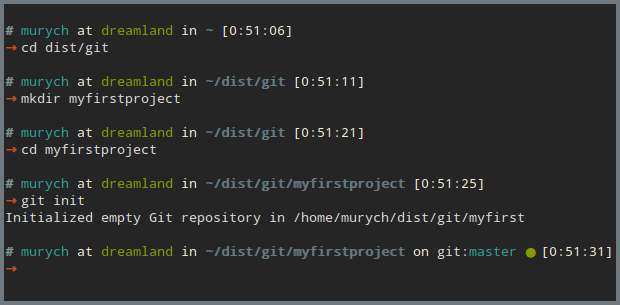 # murych at dreamland in ~ [0:51:06]
→ cd dist/git
# murych at dreamland in ~/dist/git [0:51:11]
→ mkdir myfirstproject
# murych at dreamland in ~/dist/git [0:51:21]
→ cd myfirstproject
# murych at dreamland in ~/dist/git/myfirstproject [0:51:25]
→ git init
Initialized empty Git repository in /home/murych/dist/git/myfirst
# murych at dreamland in ~/dist/git/myfirstproject on git:master ● [0:51:31]
→